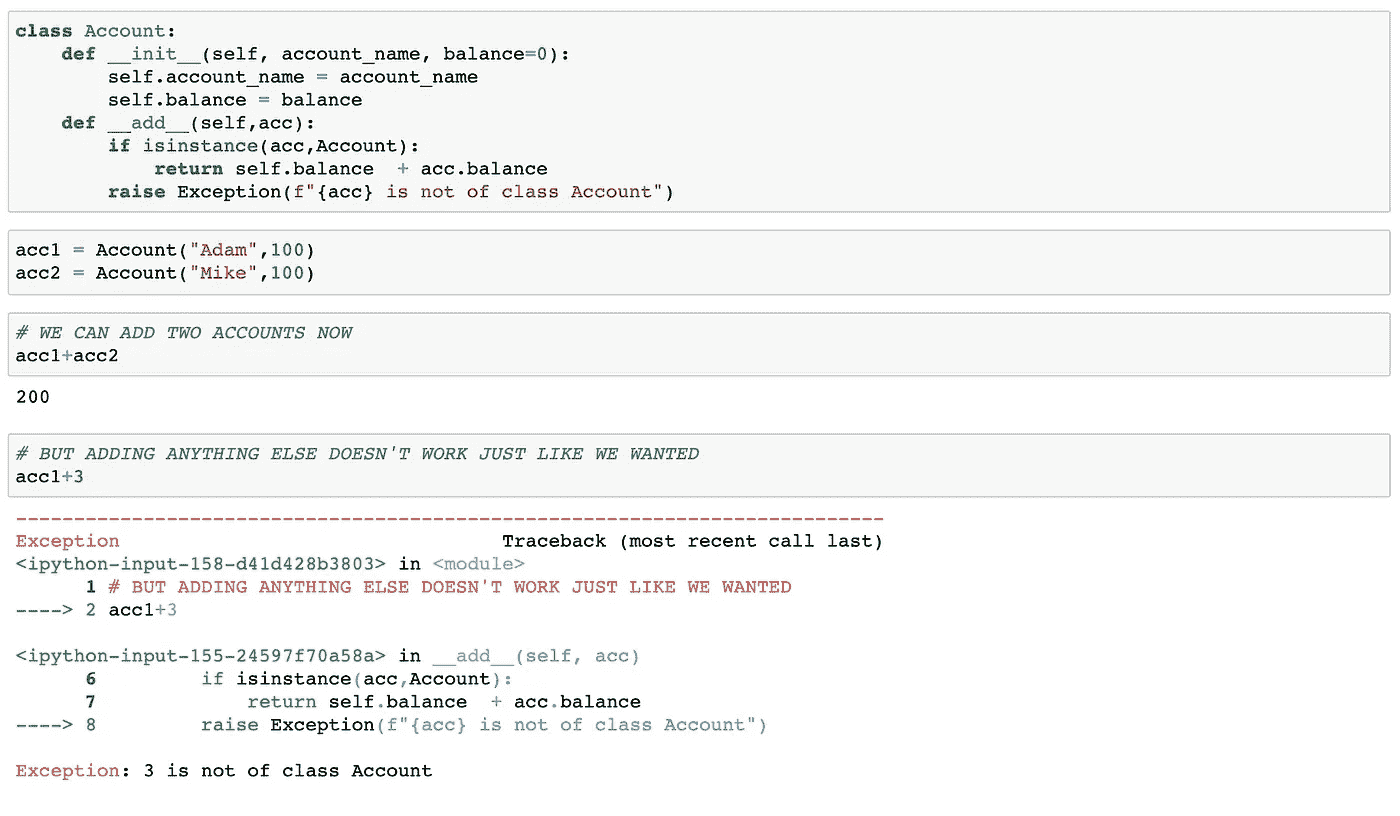 class Account:
    def __init__(self, account_name, balance=0):
        self.account_name = account_name
        self.balance = balance
    def __add__(self,acc):
        if isinstance(acc,Account):
            return self.balance  + acc.balance
        raise Exception(f"{acc} is not of class Account")
acc1 = Account("Adam",100)
acc2 = Account("Mike",100)
# WE CAN ADD TWO ACCOUNTS NOW
acc1+acc2
200
# BUT ADDING ANYTHING ELSE DOESN'T WORK JUST LIKE WE WANTED
acc1+3
---------------------------------------------------------------------------
Exception                                 Traceback (most recent call last)
<ipython-input-158-d41d428b3803> in <module>
      1 # BUT ADDING ANYTHING ELSE DOESN'T WORK JUST LIKE WE WANTED
----> 2 acc1+3
<ipython-input-155-24597f70a58a> in __add__(self, acc)
      6         if isinstance(acc,Account):
      7             return self.balance  + acc.balance
----> 8         raise Exception(f"{acc} is not of class Account")
Exception: 3 is not of class Account